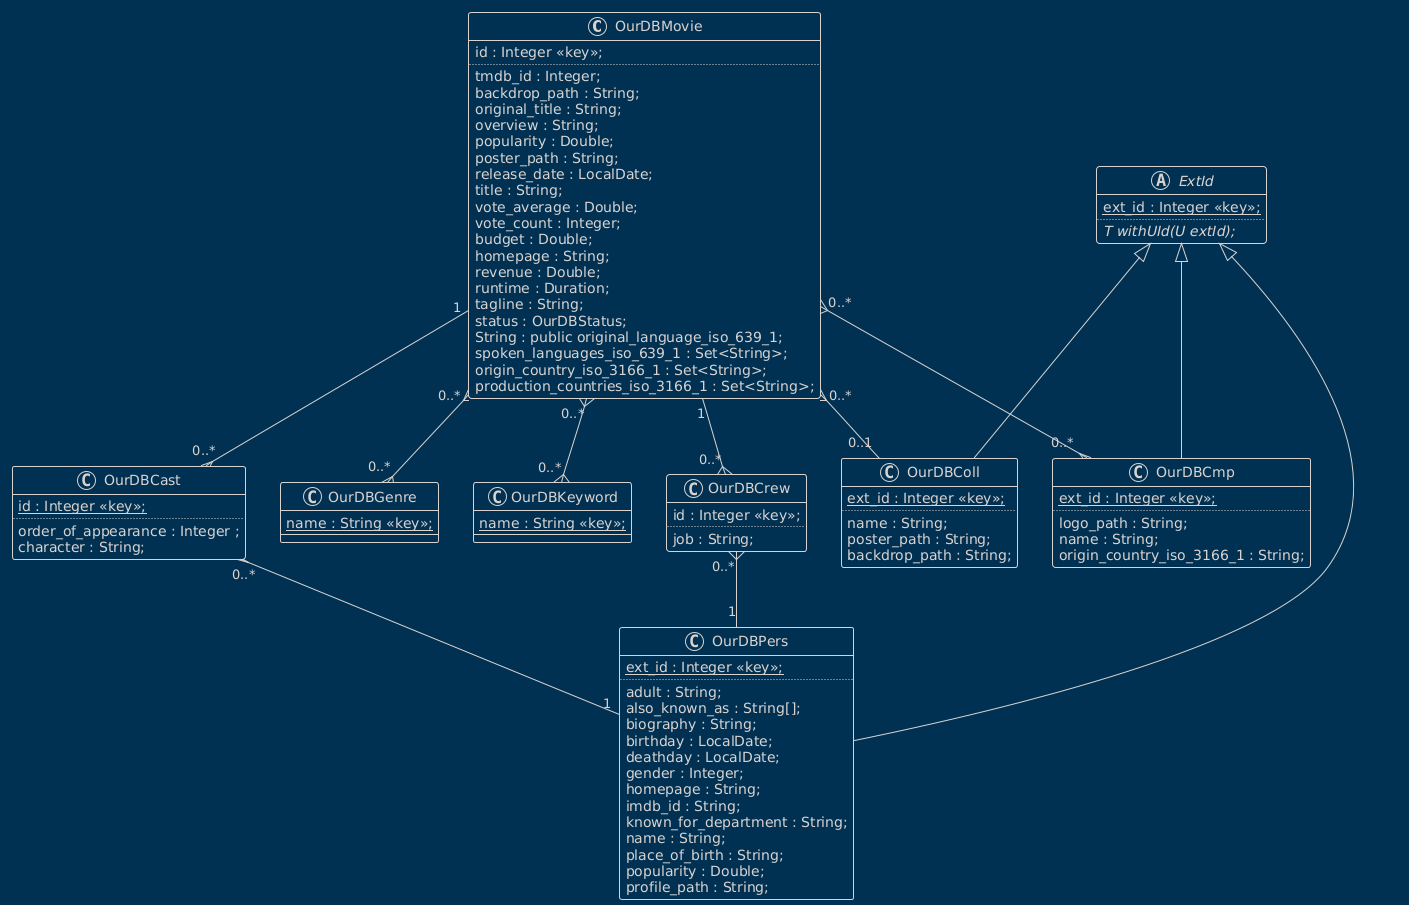 C OurDBMovie
id : Integer «key»;
tmdb_id : Integer;
backdrop_path : String;
original_title : String;
overview : String;
popularity : Double;
poster_path : String;
release_date : LocalDate;
title : String;
vote_average : Double;
vote_count : Integer;
budget : Double;
homepage : String;
revenue : Double;
runtime : Duration;
tagline : String;
status : OurDBStatus;
String : public original_language_iso_639_1;
spoken_languages_iso_639_1 : Set<String>;
origin_country_iso_3166_1 : Set<String>;
production_countries_iso_3166_1 : Set<String>;
A ExtId
ext_id : Integer «key»;
T withUId(U extId);
1
0..*
0..*
0..*
0..*
0..*
1
0..*
0..*
0..1
0..*
0..*
C OurDBCast
id : Integer «key»;
order_of_appearance : Integer ;
character : String;
C OurDBGenre
name : String «key»;
C OurDBKeyword
name : String «key»;
C OurDBCrew
id : Integer «key»;
job : String;
C OurDBColl
ext_id : Integer «key»;
name : String;
poster_path : String;
backdrop_path : String;
C OurDBCmp
ext_id : Integer «key»;
logo_path : String;
name : String;
origin_country_iso_3166_1 : String;
0..*
0..*
1
1
C OurDBPers
ext_id : Integer «key»;
adult : String;
also_known_as : String[];
biography : String;
birthday : LocalDate;
deathday : LocalDate;
gender : Integer;
homepage : String;
imdb_id : String;
known_for_department : String;
name : String;
place_of_birth : String;
popularity : Double;
profile_path : String;